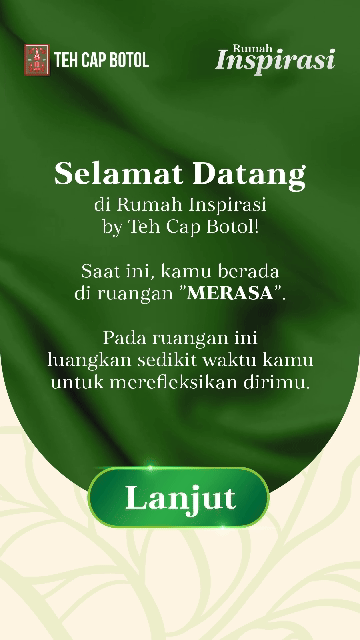 TEH CAP BOTOL
Rumah
Inspirasi
Selamat Datang
di Rumah Inspirasi
by Teh Cap Botol!
Saat ini, kamu berada
di ruangan "MERASA".
Pada ruangan ini
luangkan sedikit waktu kamu
untuk merefleksikan dirimu.
Lanjut